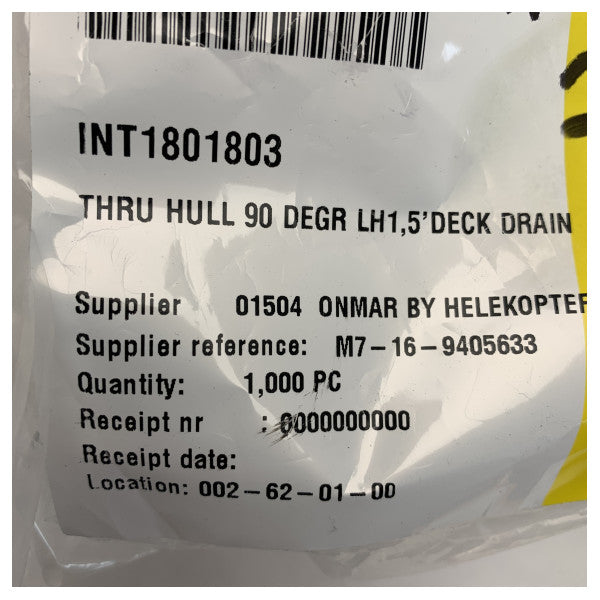 INT1801803
THRU HULL 90 DEGR LH1,5'DECK DRAIN
Supplier 01504 ONMAR BY HELEKOPTER
Supplier reference: M7-16-9405633
Quantity: 1,000 PC
Receipt nr : 0000000000
Receipt date:
Location: 002-62-01-00